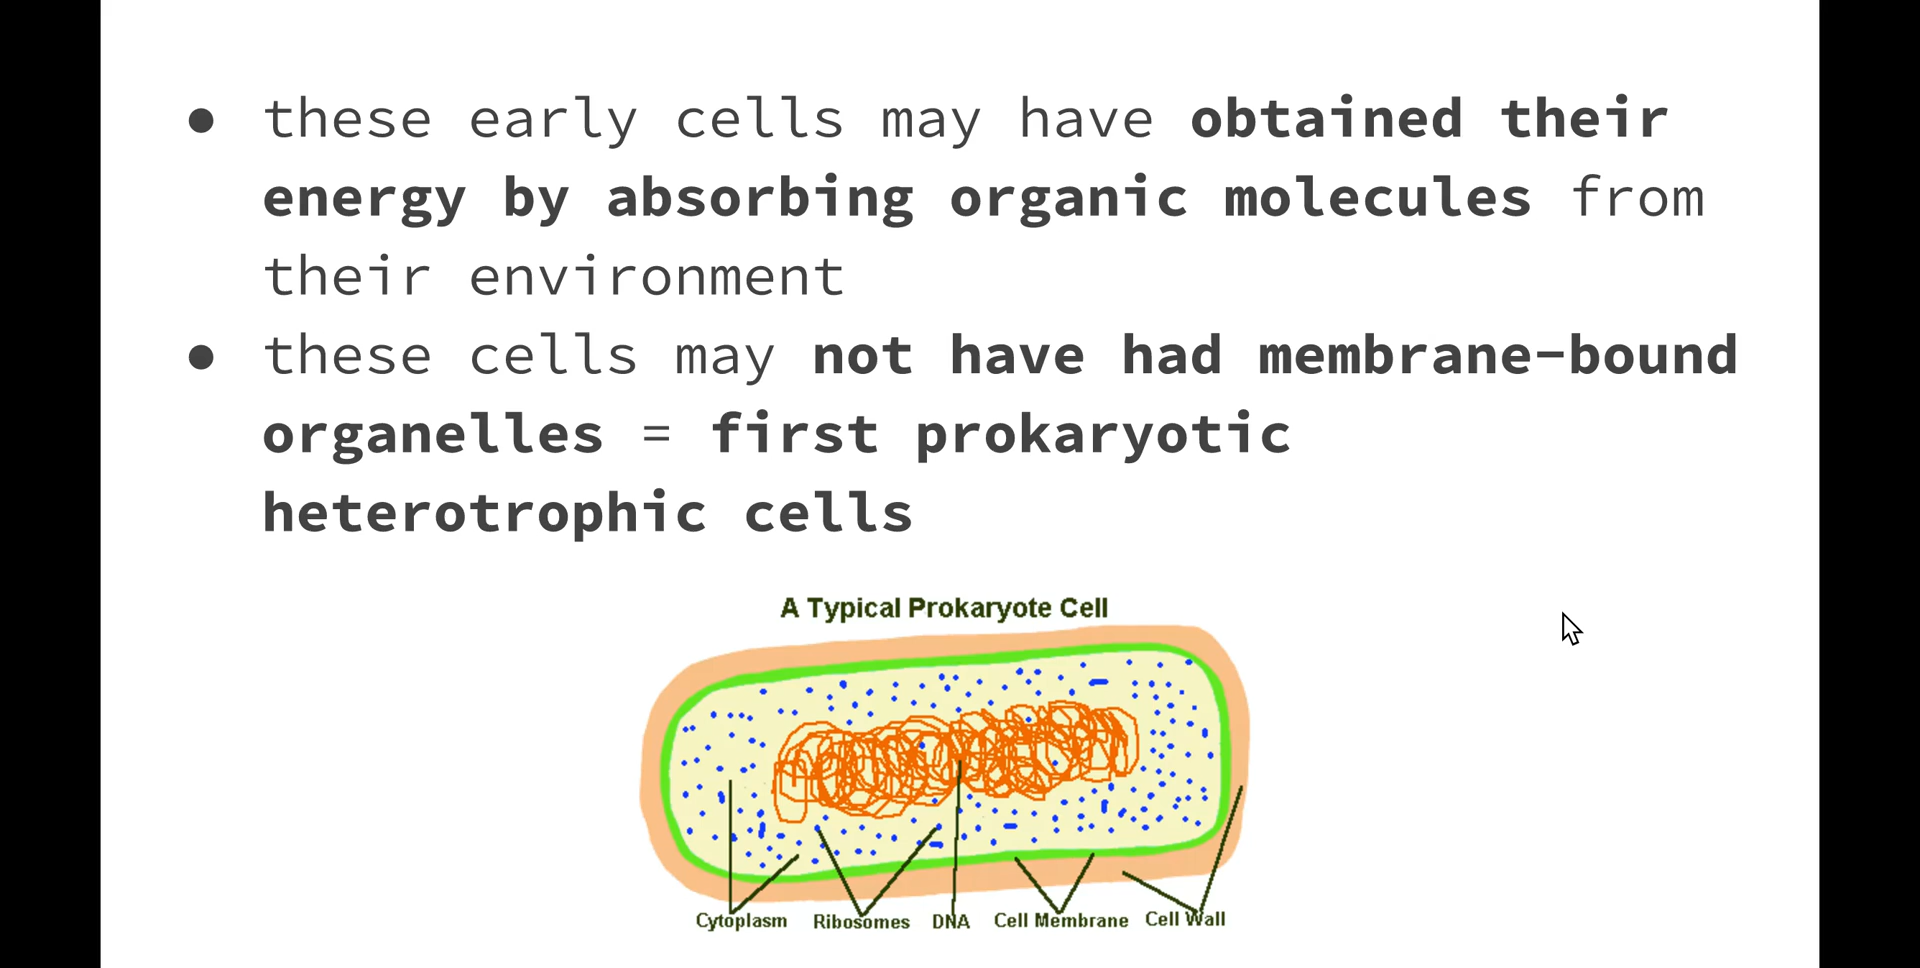 ● these early cells may have obtained their
energy by absorbing organic molecules from
their environment
● these cells may not have had membrane-bound
organelles = first prokaryotic
heterotrophic cells
A Typical Prokaryote Cell
Cytoplasm Ribosomes DNA Cell Membrane Cell Wall